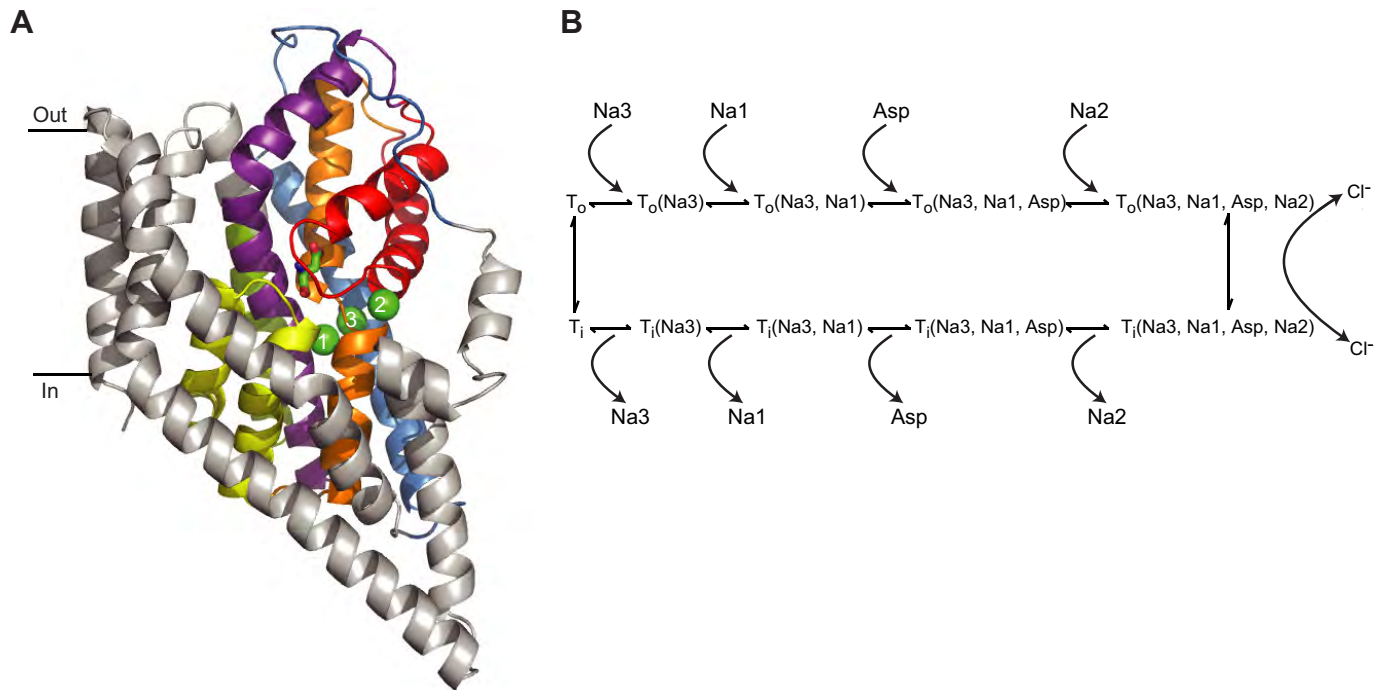 A
B
Out
In
1
3
2
Na3 Na1 Asp Na2
Tₒ Tₒ(Na3) Tₒ(Na3, Na1) Tₒ(Na3, Na1, Asp) Tₒ(Na3, Na1, Asp, Na2) Cl⁻
Tᵢ Tᵢ(Na3) Tᵢ(Na3, Na1) Tᵢ(Na3, Na1, Asp) Tᵢ(Na3, Na1, Asp, Na2) Cl⁻
Na3 Na1 Asp Na2